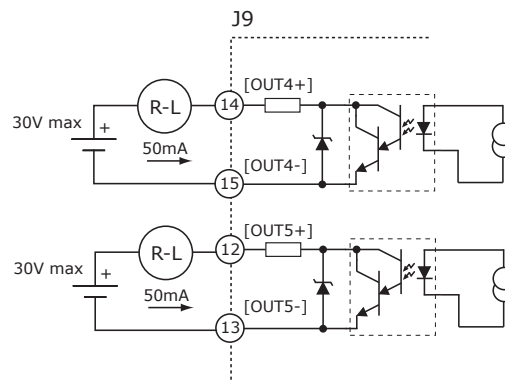 J9
[OUT4+]
14
R-L
30V max
+
50mA
[OUT4-]
15
[OUT5+]
12
R-L
30V max
+
50mA
[OUT5-]
13